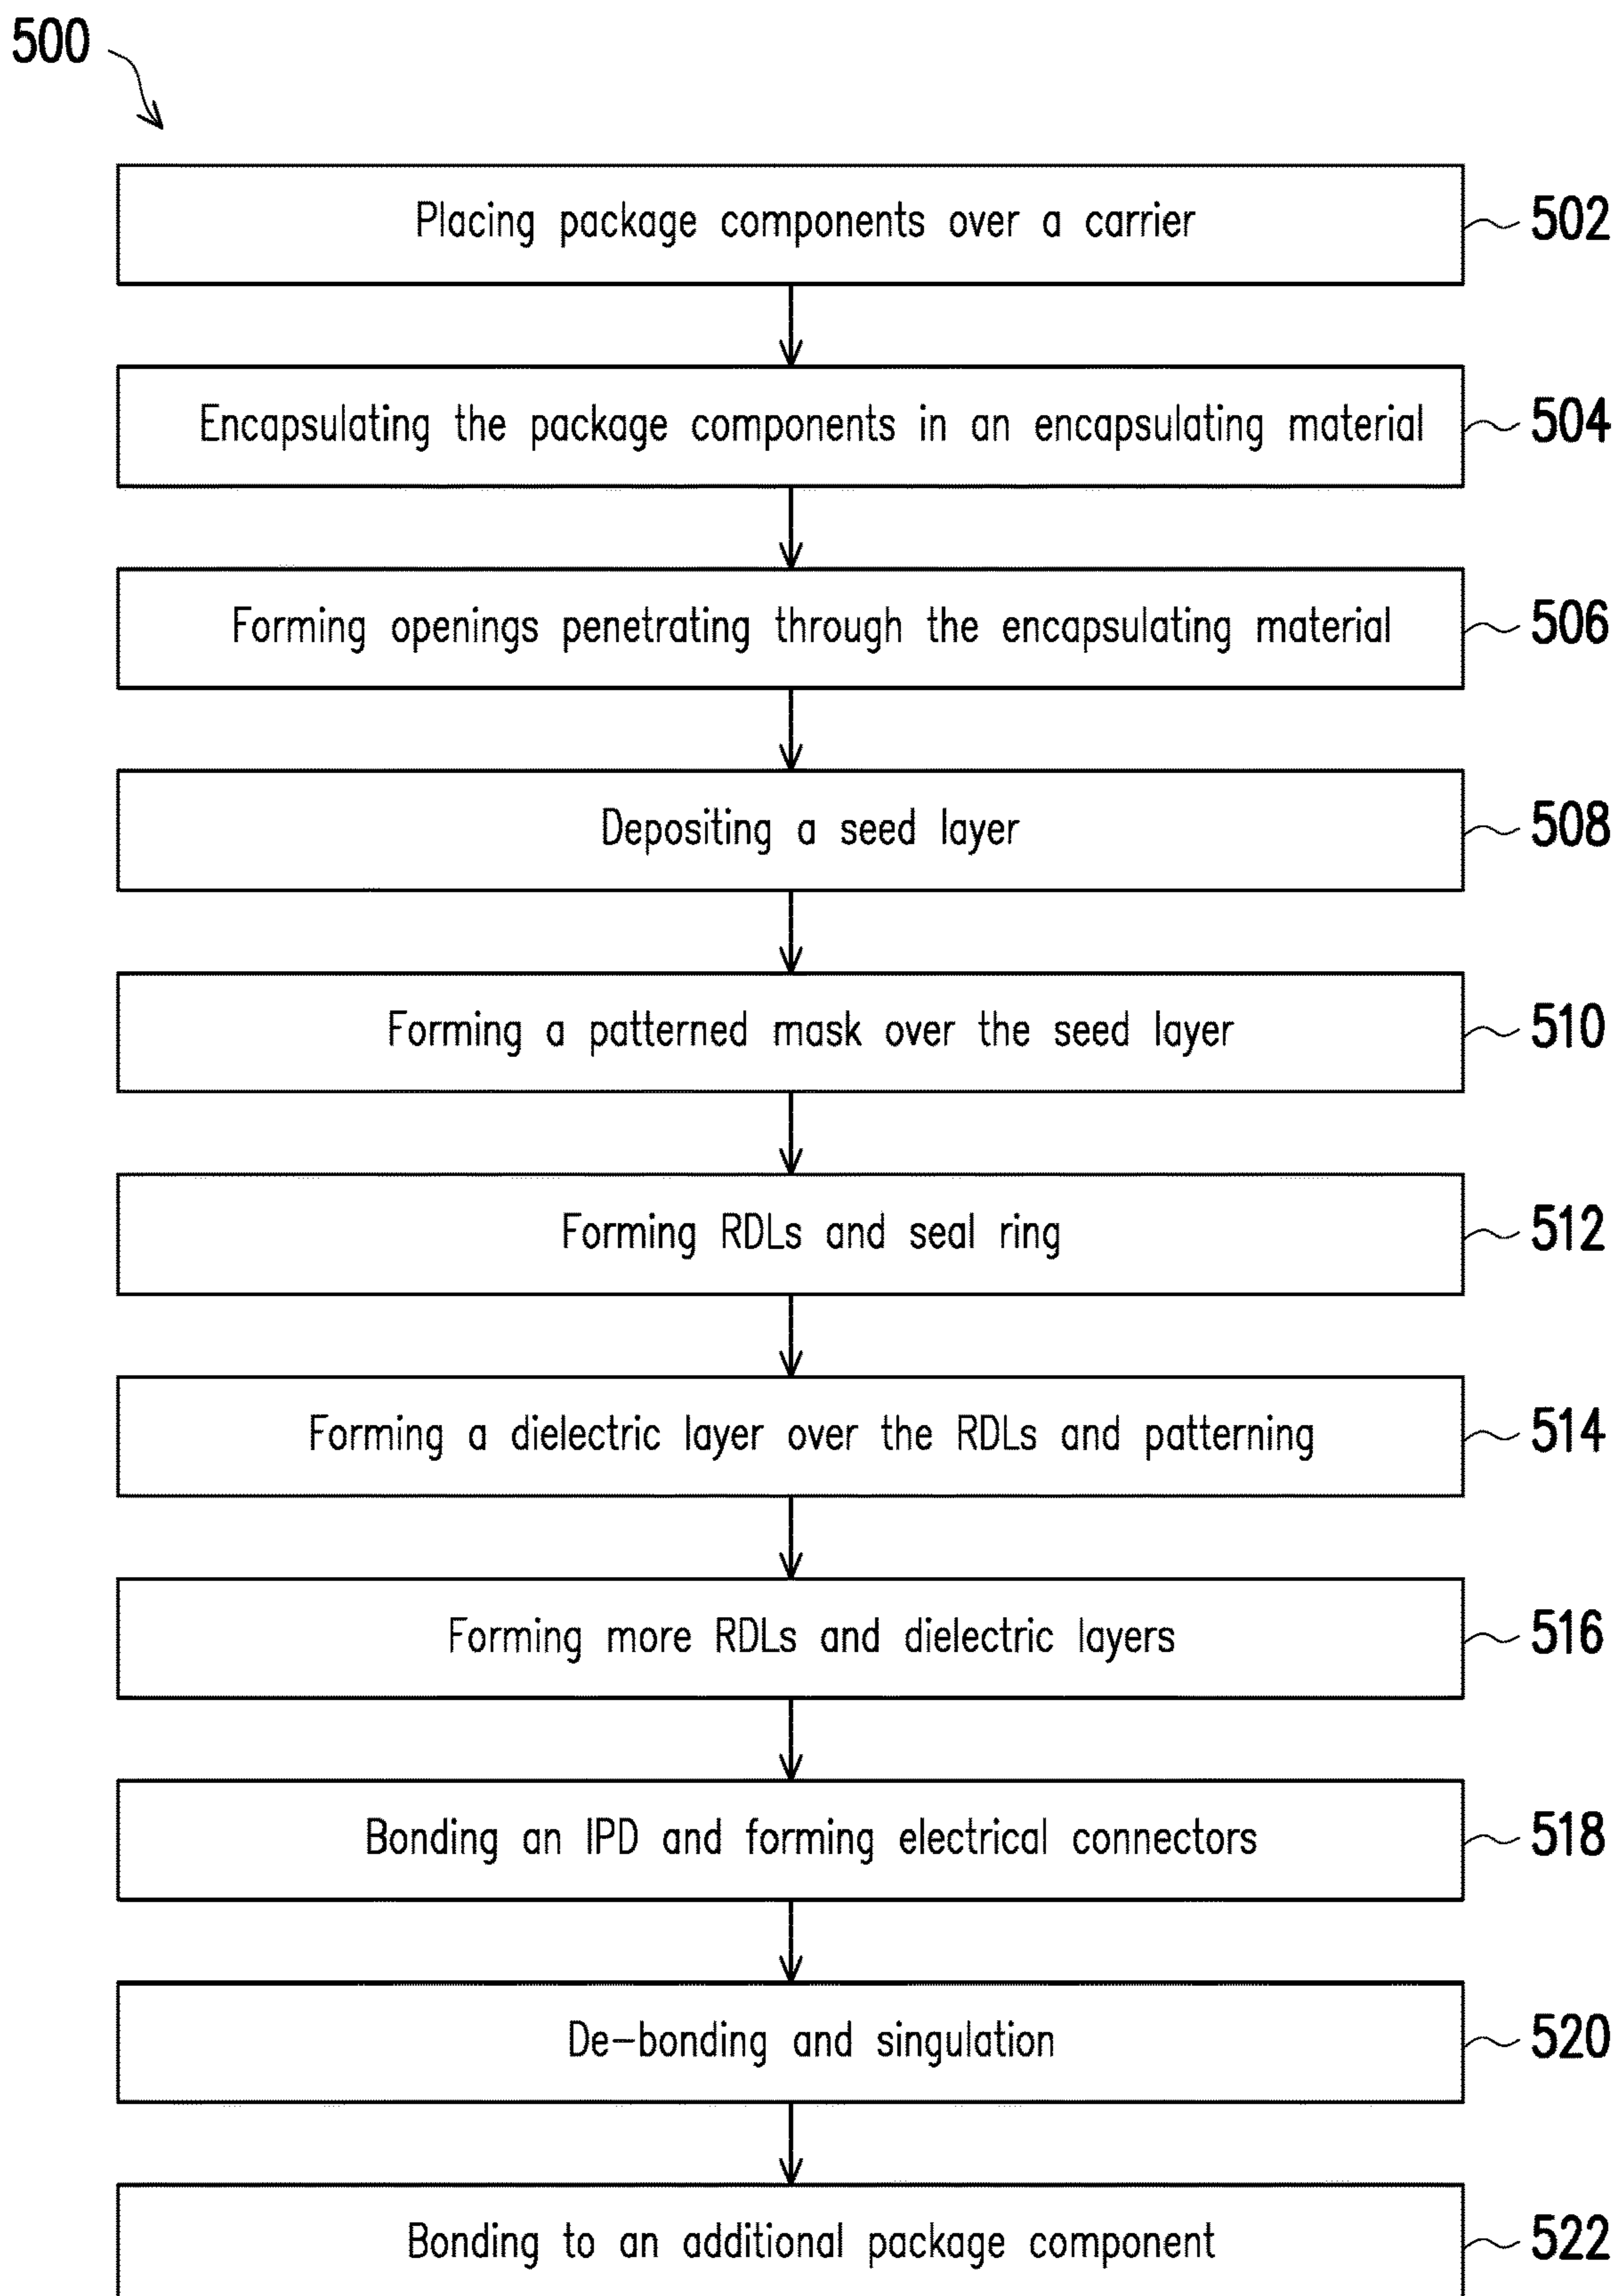 500
Placing package components over a carrier 502
Encapsulating the package components in an encapsulating material 504
Forming openings penetrating through the encapsulating material 506
Depositing a seed layer 508
Forming a patterned mask over the seed layer 510
Forming RDLs and seal ring 512
Forming a dielectric layer over the RDLs and patterning 514
Forming more RDLs and dielectric layers 516
Bonding an IPD and forming electrical connectors 518
De-bonding and singulation 520
Bonding to an additional package component 522